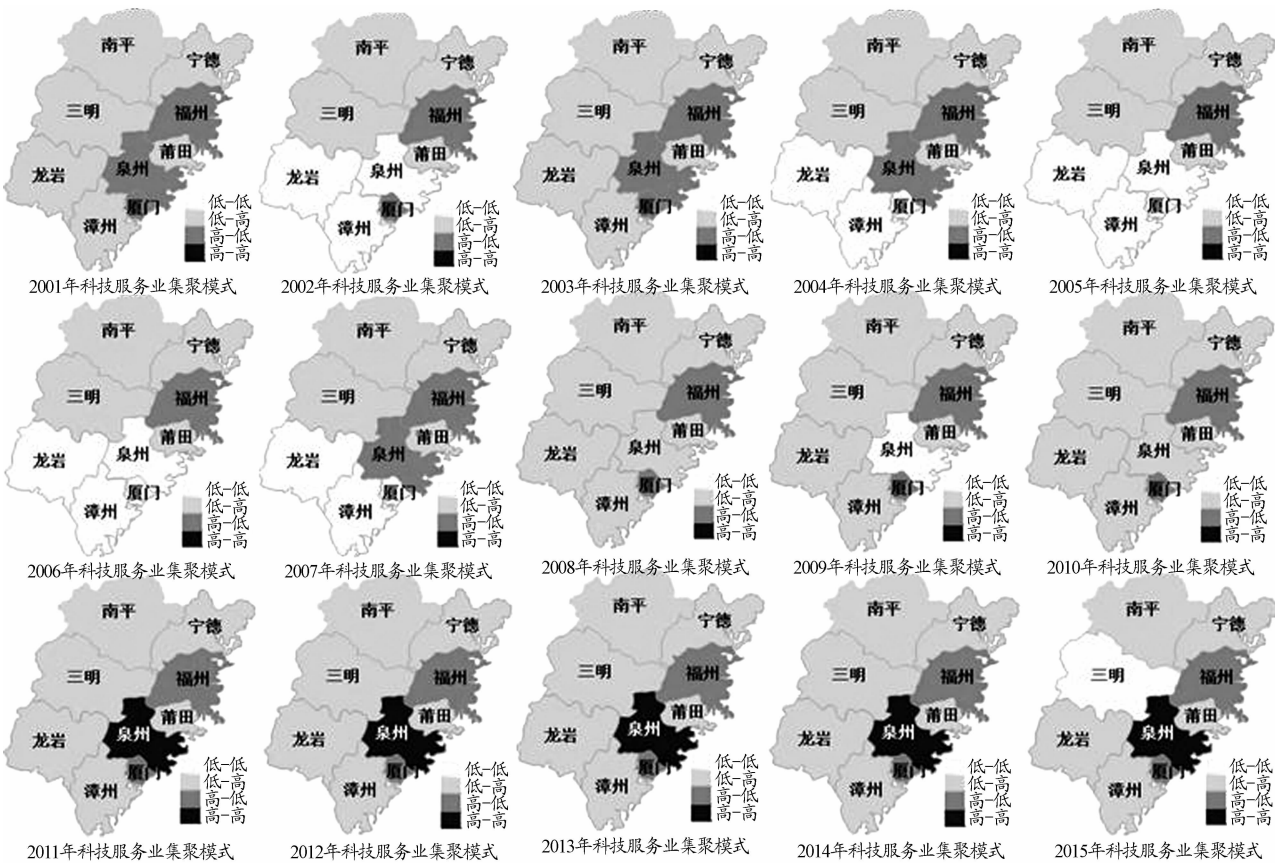 南平
宁德
三明
福州
莆田
龙岩
泉州
厦门
漳州
低-低
低-高
高-低
高-高
2001年科技服务业集聚模式
南平
宁德
三明
福州
莆田
龙岩
泉州
厦门
漳州
低-低
低-高
高-低
高-高
2002年科技服务业集聚模式
南平
宁德
三明
福州
莆田
龙岩
泉州
厦门
漳州
低-低
低-高
高-低
高-高
2003年科技服务业集聚模式
南平
宁德
三明
福州
莆田
龙岩
泉州
厦门
漳州
低-低
低-高
高-低
高-高
2004年科技服务业集聚模式
南平
宁德
三明
福州
莆田
龙岩
泉州
厦门
漳州
低-低
低-高
高-低
高-高
2005年科技服务业集聚模式
南平
宁德
三明
福州
莆田
龙岩
泉州
厦门
漳州
低-低
低-高
高-低
高-高
2006年科技服务业集聚模式
南平
宁德
三明
福州
莆田
龙岩
泉州
厦门
漳州
低-低
低-高
高-低
高-高
2007年科技服务业集聚模式
南平
宁德
三明
福州
莆田
龙岩
泉州
厦门
漳州
低-低
低-高
高-低
高-高
2008年科技服务业集聚模式
南平
宁德
三明
福州
莆田
龙岩
泉州
厦门
漳州
低-低
低-高
高-低
高-高
2009年科技服务业集聚模式
南平
宁德
三明
福州
莆田
龙岩
泉州
厦门
漳州
低-低
低-高
高-低
高-高
2010年科技服务业集聚模式
南平
宁德
三明
福州
莆田
龙岩
泉州
厦门
漳州
低-低
低-高
高-低
高-高
2011年科技服务业集聚模式
南平
宁德
三明
福州
莆田
龙岩
泉州
厦门
漳州
低-低
低-高
高-低
高-高
2012年科技服务业集聚模式
南平
宁德
三明
福州
莆田
龙岩
泉州
厦门
漳州
低-低
低-高
高-低
高-高
2013年科技服务业集聚模式
南平
宁德
三明
福州
莆田
龙岩
泉州
厦门
漳州
低-低
低-高
高-低
高-高
2014年科技服务业集聚模式
南平
宁德
三明
福州
莆田
龙岩
泉州
厦门
漳州
低-低
低-高
高-低
高-高
2015年科技服务业集聚模式